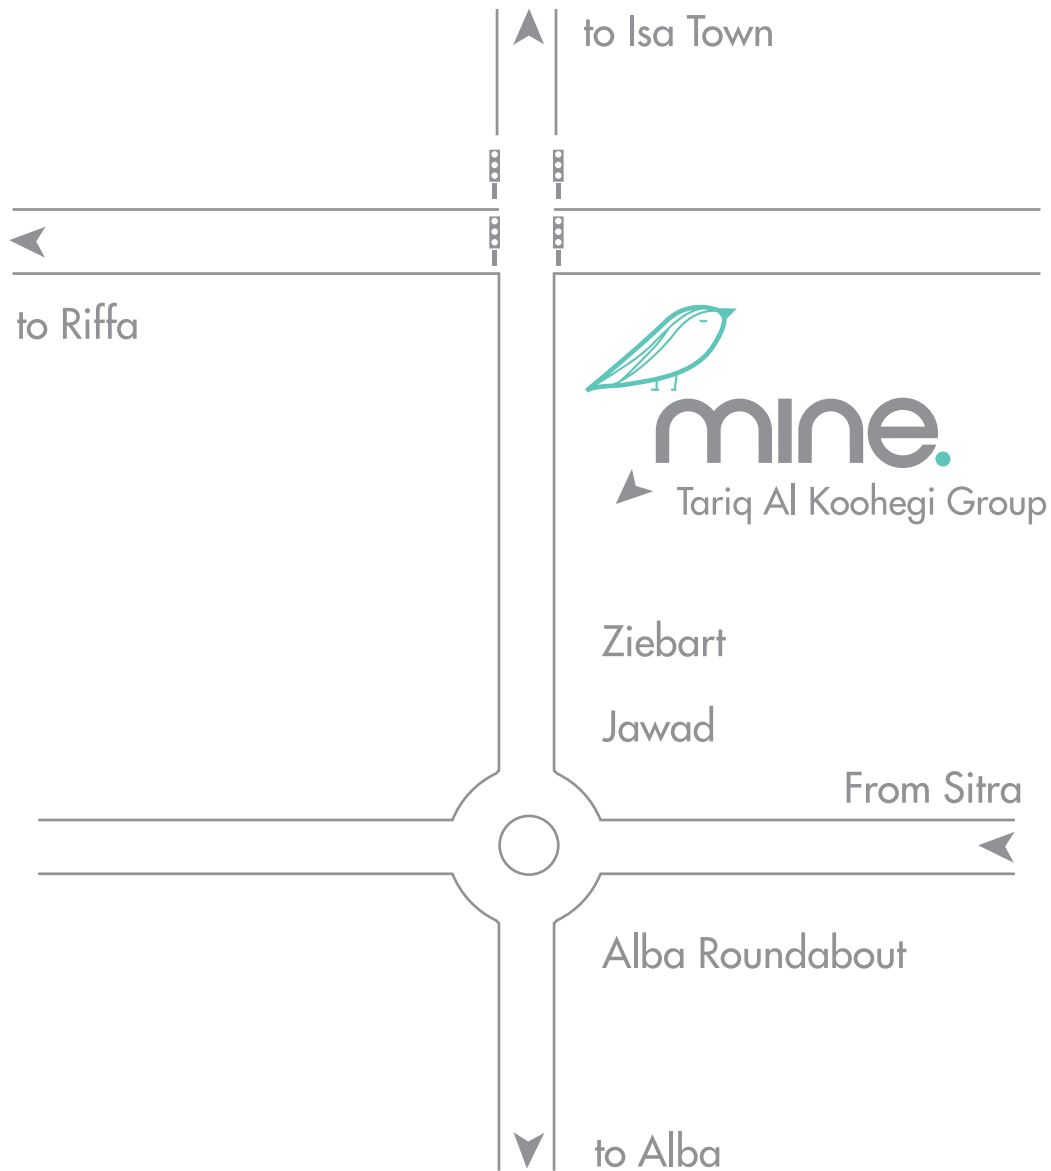 to Isa Town
to Riffa
mine.
Tariq Al Koohegi Group
Ziebart
Jawad
From Sitra
Alba Roundabout
to Alba